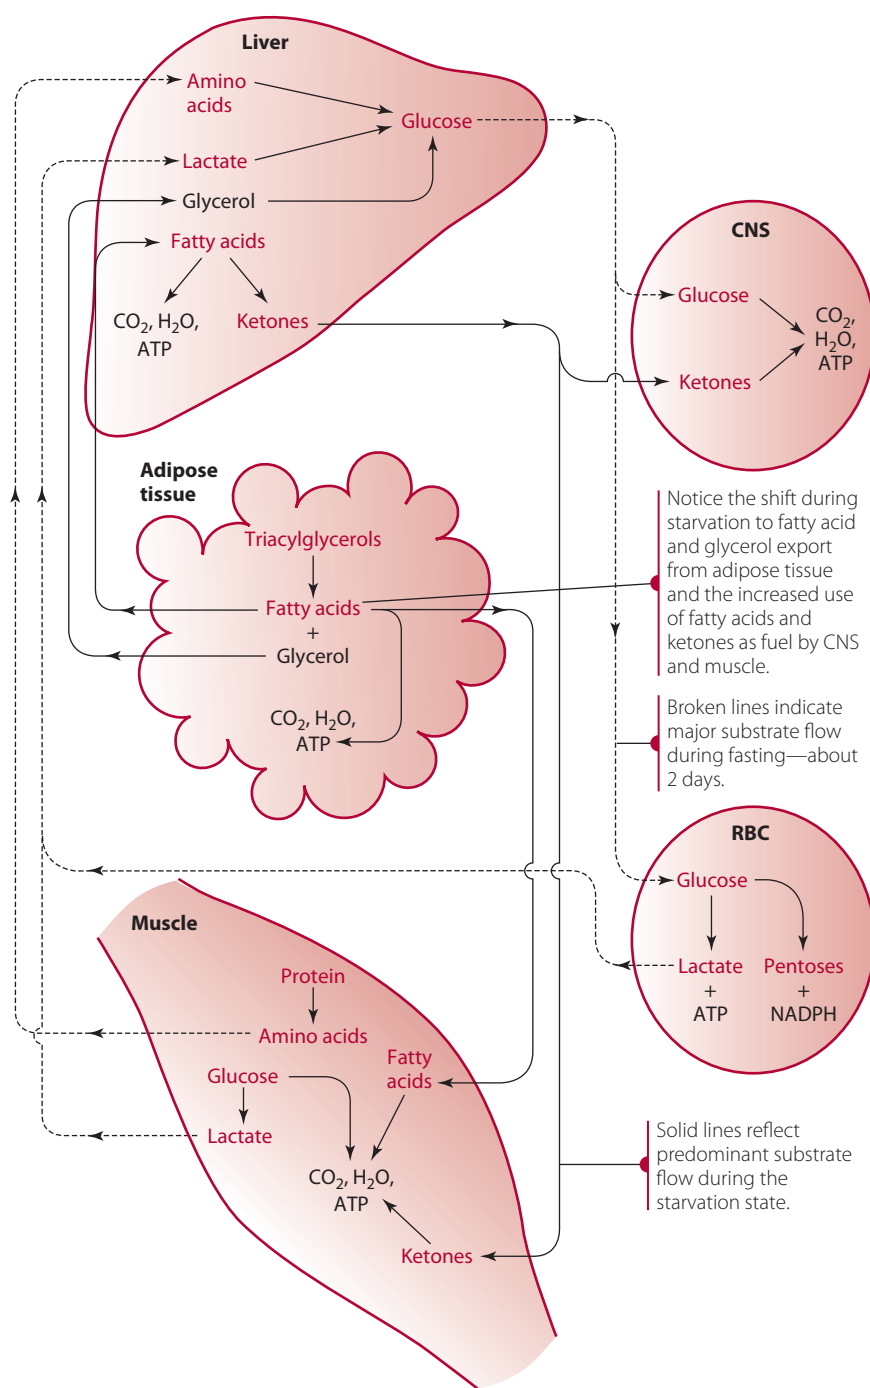 Liver
Amino
acids
Glucose
Lactate
Glycerol
Fatty acids
CO₂, H₂O,
ATP
Ketones
CNS
Glucose
CO₂,
H₂O,
ATP
Ketones
Adipose
tissue
Triacylglycerols
Fatty acids
+
Glycerol
CO₂, H₂O,
ATP
Notice the shift during
starvation to fatty acid
and glycerol export
from adipose tissue
and the increased use
of fatty acids and
ketones as fuel by CNS
and muscle.
Broken lines indicate
major substrate flow
during fasting—about
2 days.
RBC
Glucose
Lactate Pentoses
+ +
ATP NADPH
Muscle
Protein
Amino acids
Glucose
Fatty
acids
Lactate
CO₂, H₂O,
ATP
Ketones
Solid lines reflect
predominant substrate
flow during the
starvation state.